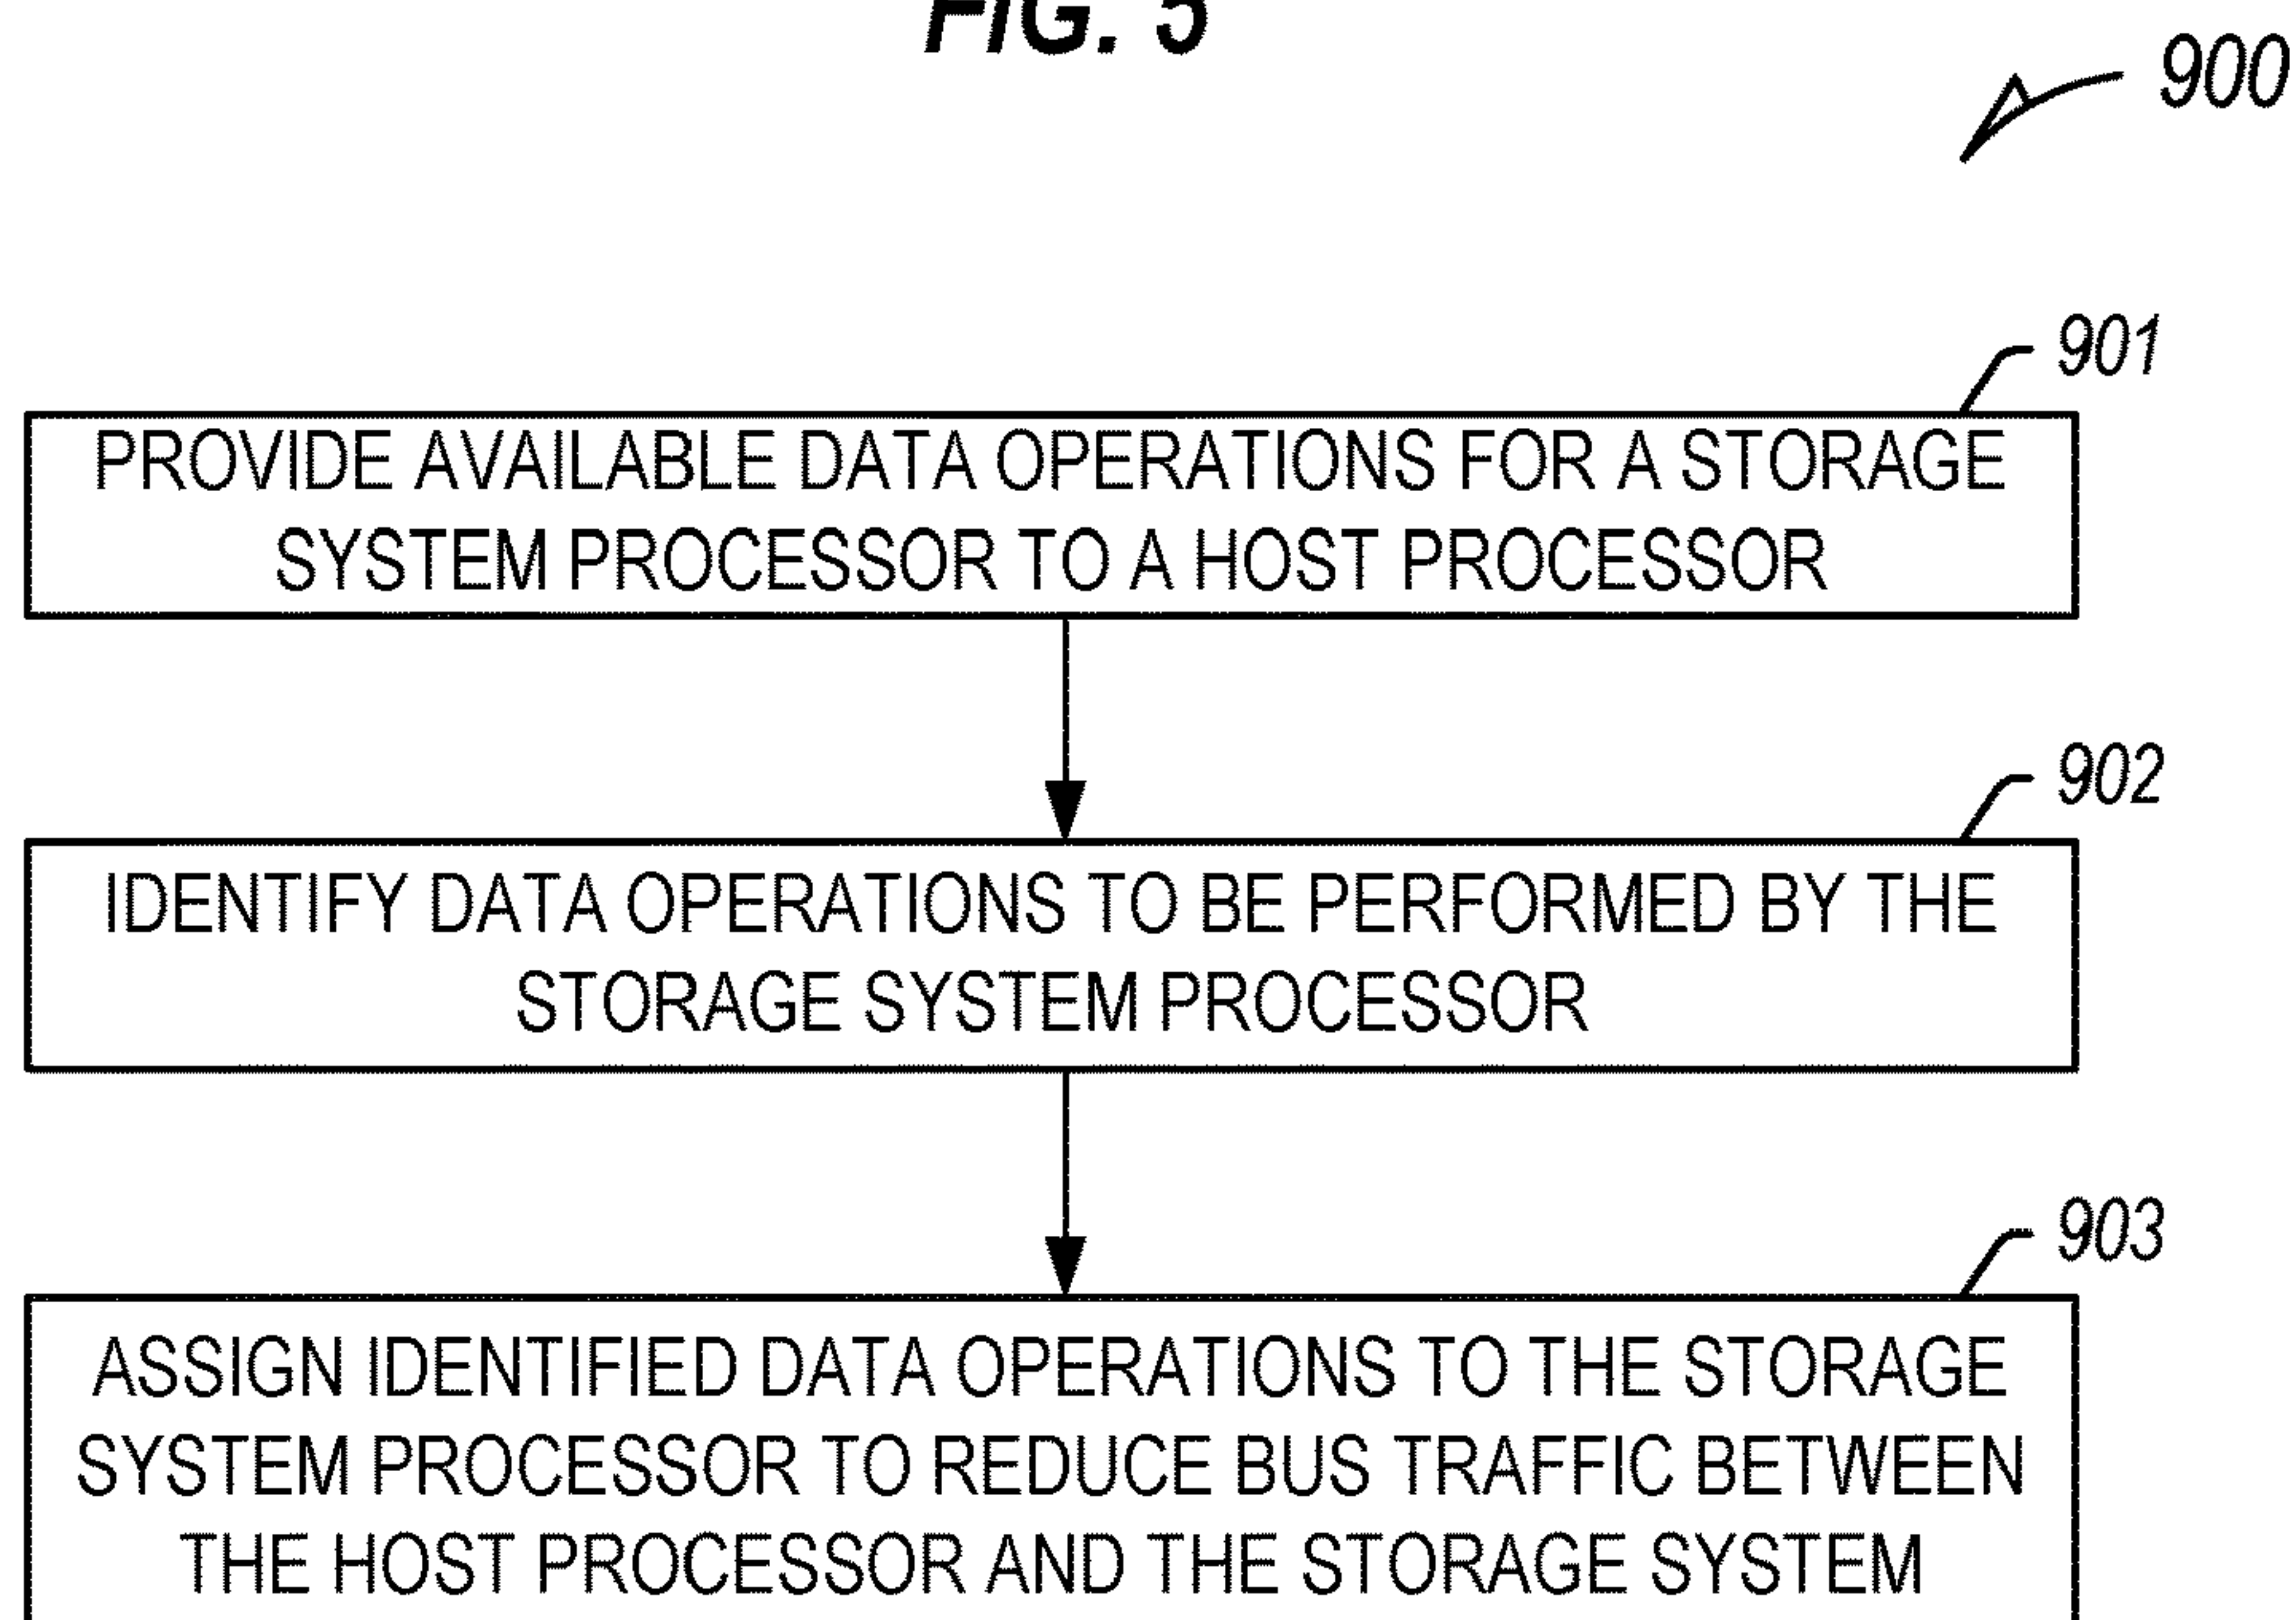 FIG. 5
900
901
PROVIDE AVAILABLE DATA OPERATIONS FOR A STORAGE
SYSTEM PROCESSOR TO A HOST PROCESSOR
902
IDENTIFY DATA OPERATIONS TO BE PERFORMED BY THE
STORAGE SYSTEM PROCESSOR
903
ASSIGN IDENTIFIED DATA OPERATIONS TO THE STORAGE
SYSTEM PROCESSOR TO REDUCE BUS TRAFFIC BETWEEN
THE HOST PROCESSOR AND THE STORAGE SYSTEM